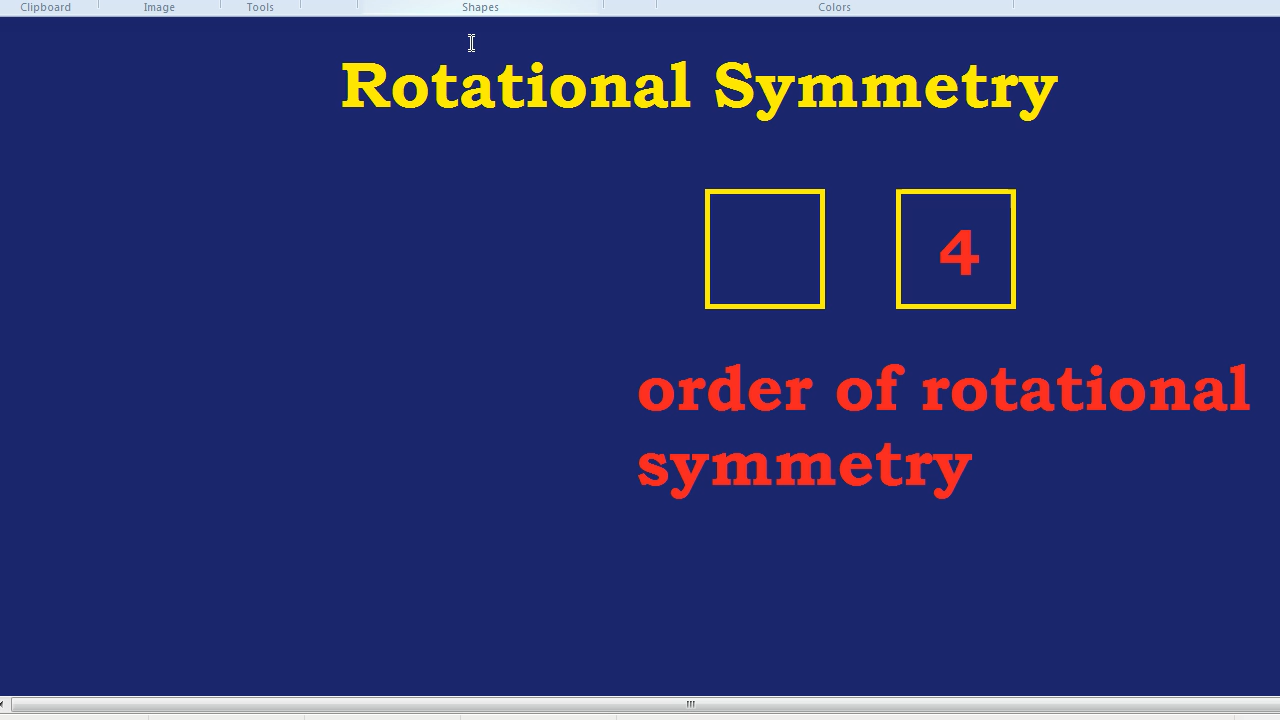 Clipboard Image Tools Shapes Colors
Rotational Symmetry
4
order of rotational
symmetry